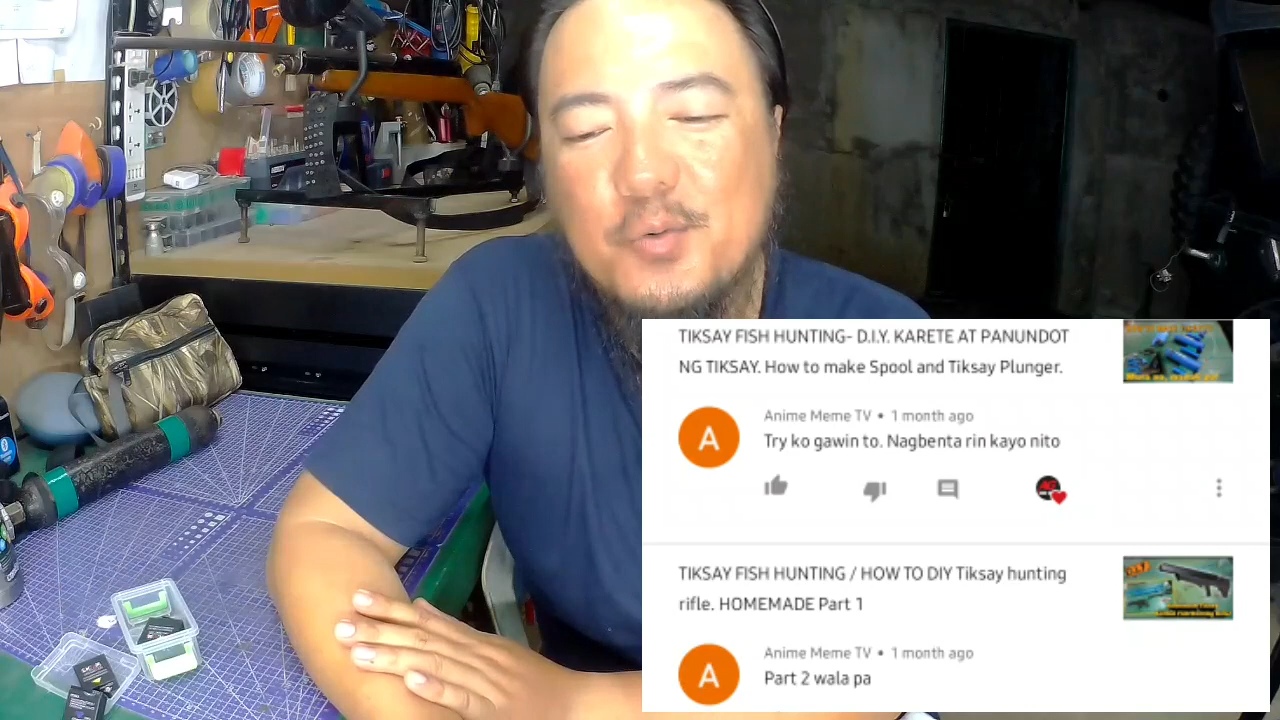 TIKSAY FISH HUNTING- D.I.Y. KARETE AT PANUNDOT
NG TIKSAY. How to make Spool and Tiksay Plunger.
Anime Meme TV • 1 month ago
A
Try ko gawin to. Nagbenta rin kayo nito
TIKSAY FISH HUNTING / HOW TO DIY Tiksay hunting
rifle. HOMEMADE Part 1
Anime Meme TV • 1 month ago
A
Part 2 wala pa